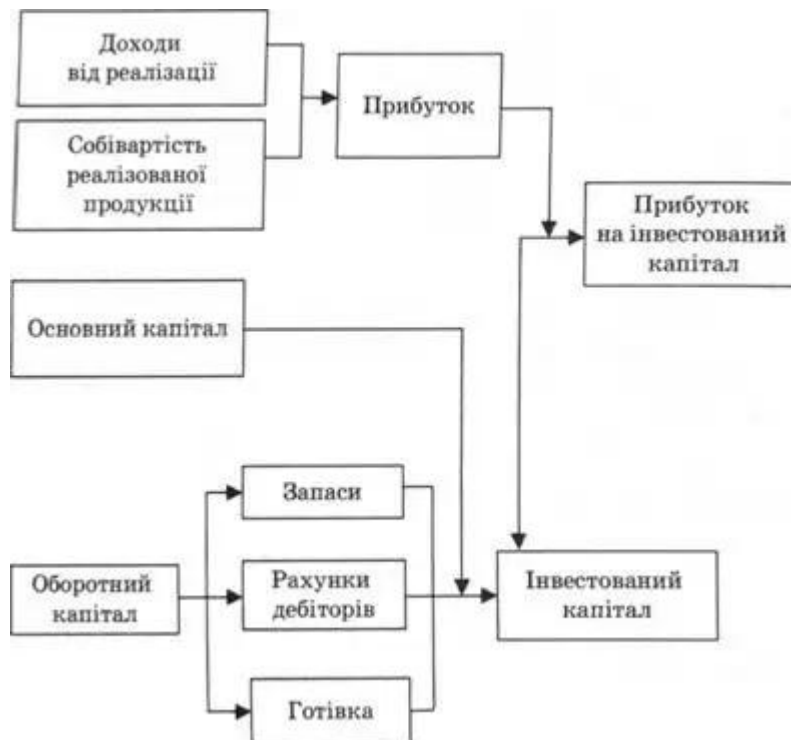 Доходи
від реалізації
Прибуток
Собівартість
реалізованої
продукції
Прибуток
на інвестований
капітал
Основний капітал
Запаси
Оборотний
капітал
Рахунки
дебіторів
Інвестований
капітал
Готівка